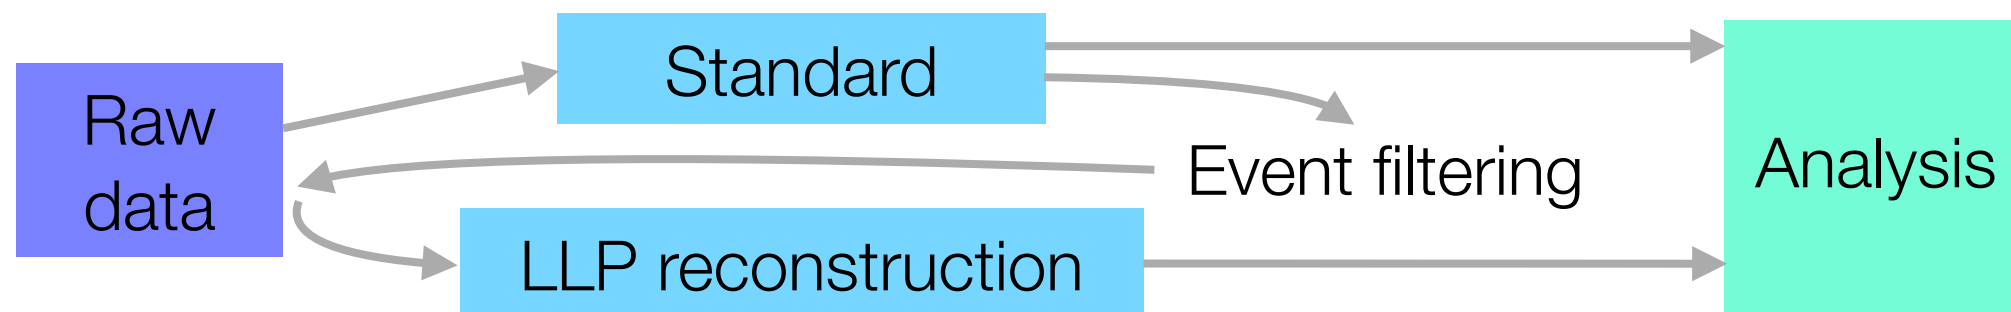 Raw
data
Standard
Event filtering
LLP reconstruction
Analysis